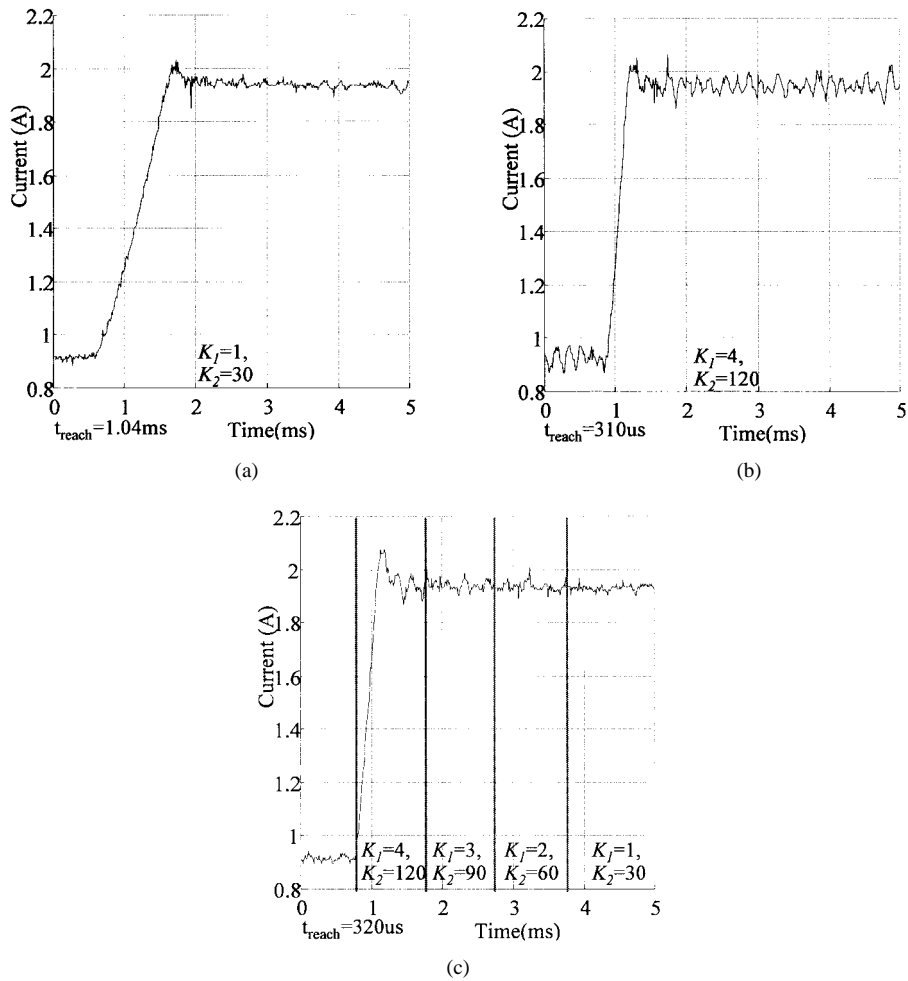 2.2
2
1.8
1.6
1.4
1.2
1
0.8
Current (A)
K1=1,
K2=30
0 1 2 3 4 5
t_reach=1.04ms Time(ms)
(a)
2.2
2
1.8
1.6
1.4
1.2
1
0.8
Current (A)
K1=4,
K2=120
0 1 2 3 4 5
t_reach=310us Time(ms)
(b)
2.2
2
1.8
1.6
1.4
1.2
1
0.8
Current (A)
K1=4, K1=3, K1=2, K1=1,
K2=120 K2=90 K2=60 K2=30
0 1 2 3 4 5
t_reach=320us Time(ms)
(c)